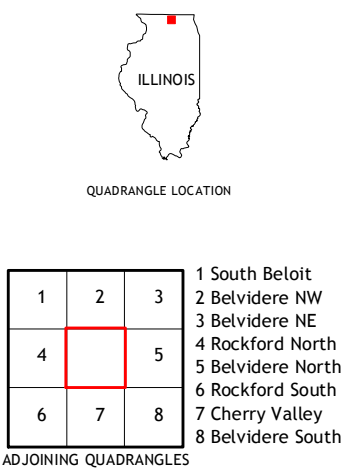 ILLINOIS
QUADRANGLE LOCATION
1 2 3
4 5
6 7 8
1 South Beloit
2 Belvidere NW
3 Belvidere NE
4 Rockford North
5 Belvidere North
6 Rockford South
7 Cherry Valley
8 Belvidere South
ADJOINING QUADRANGLES